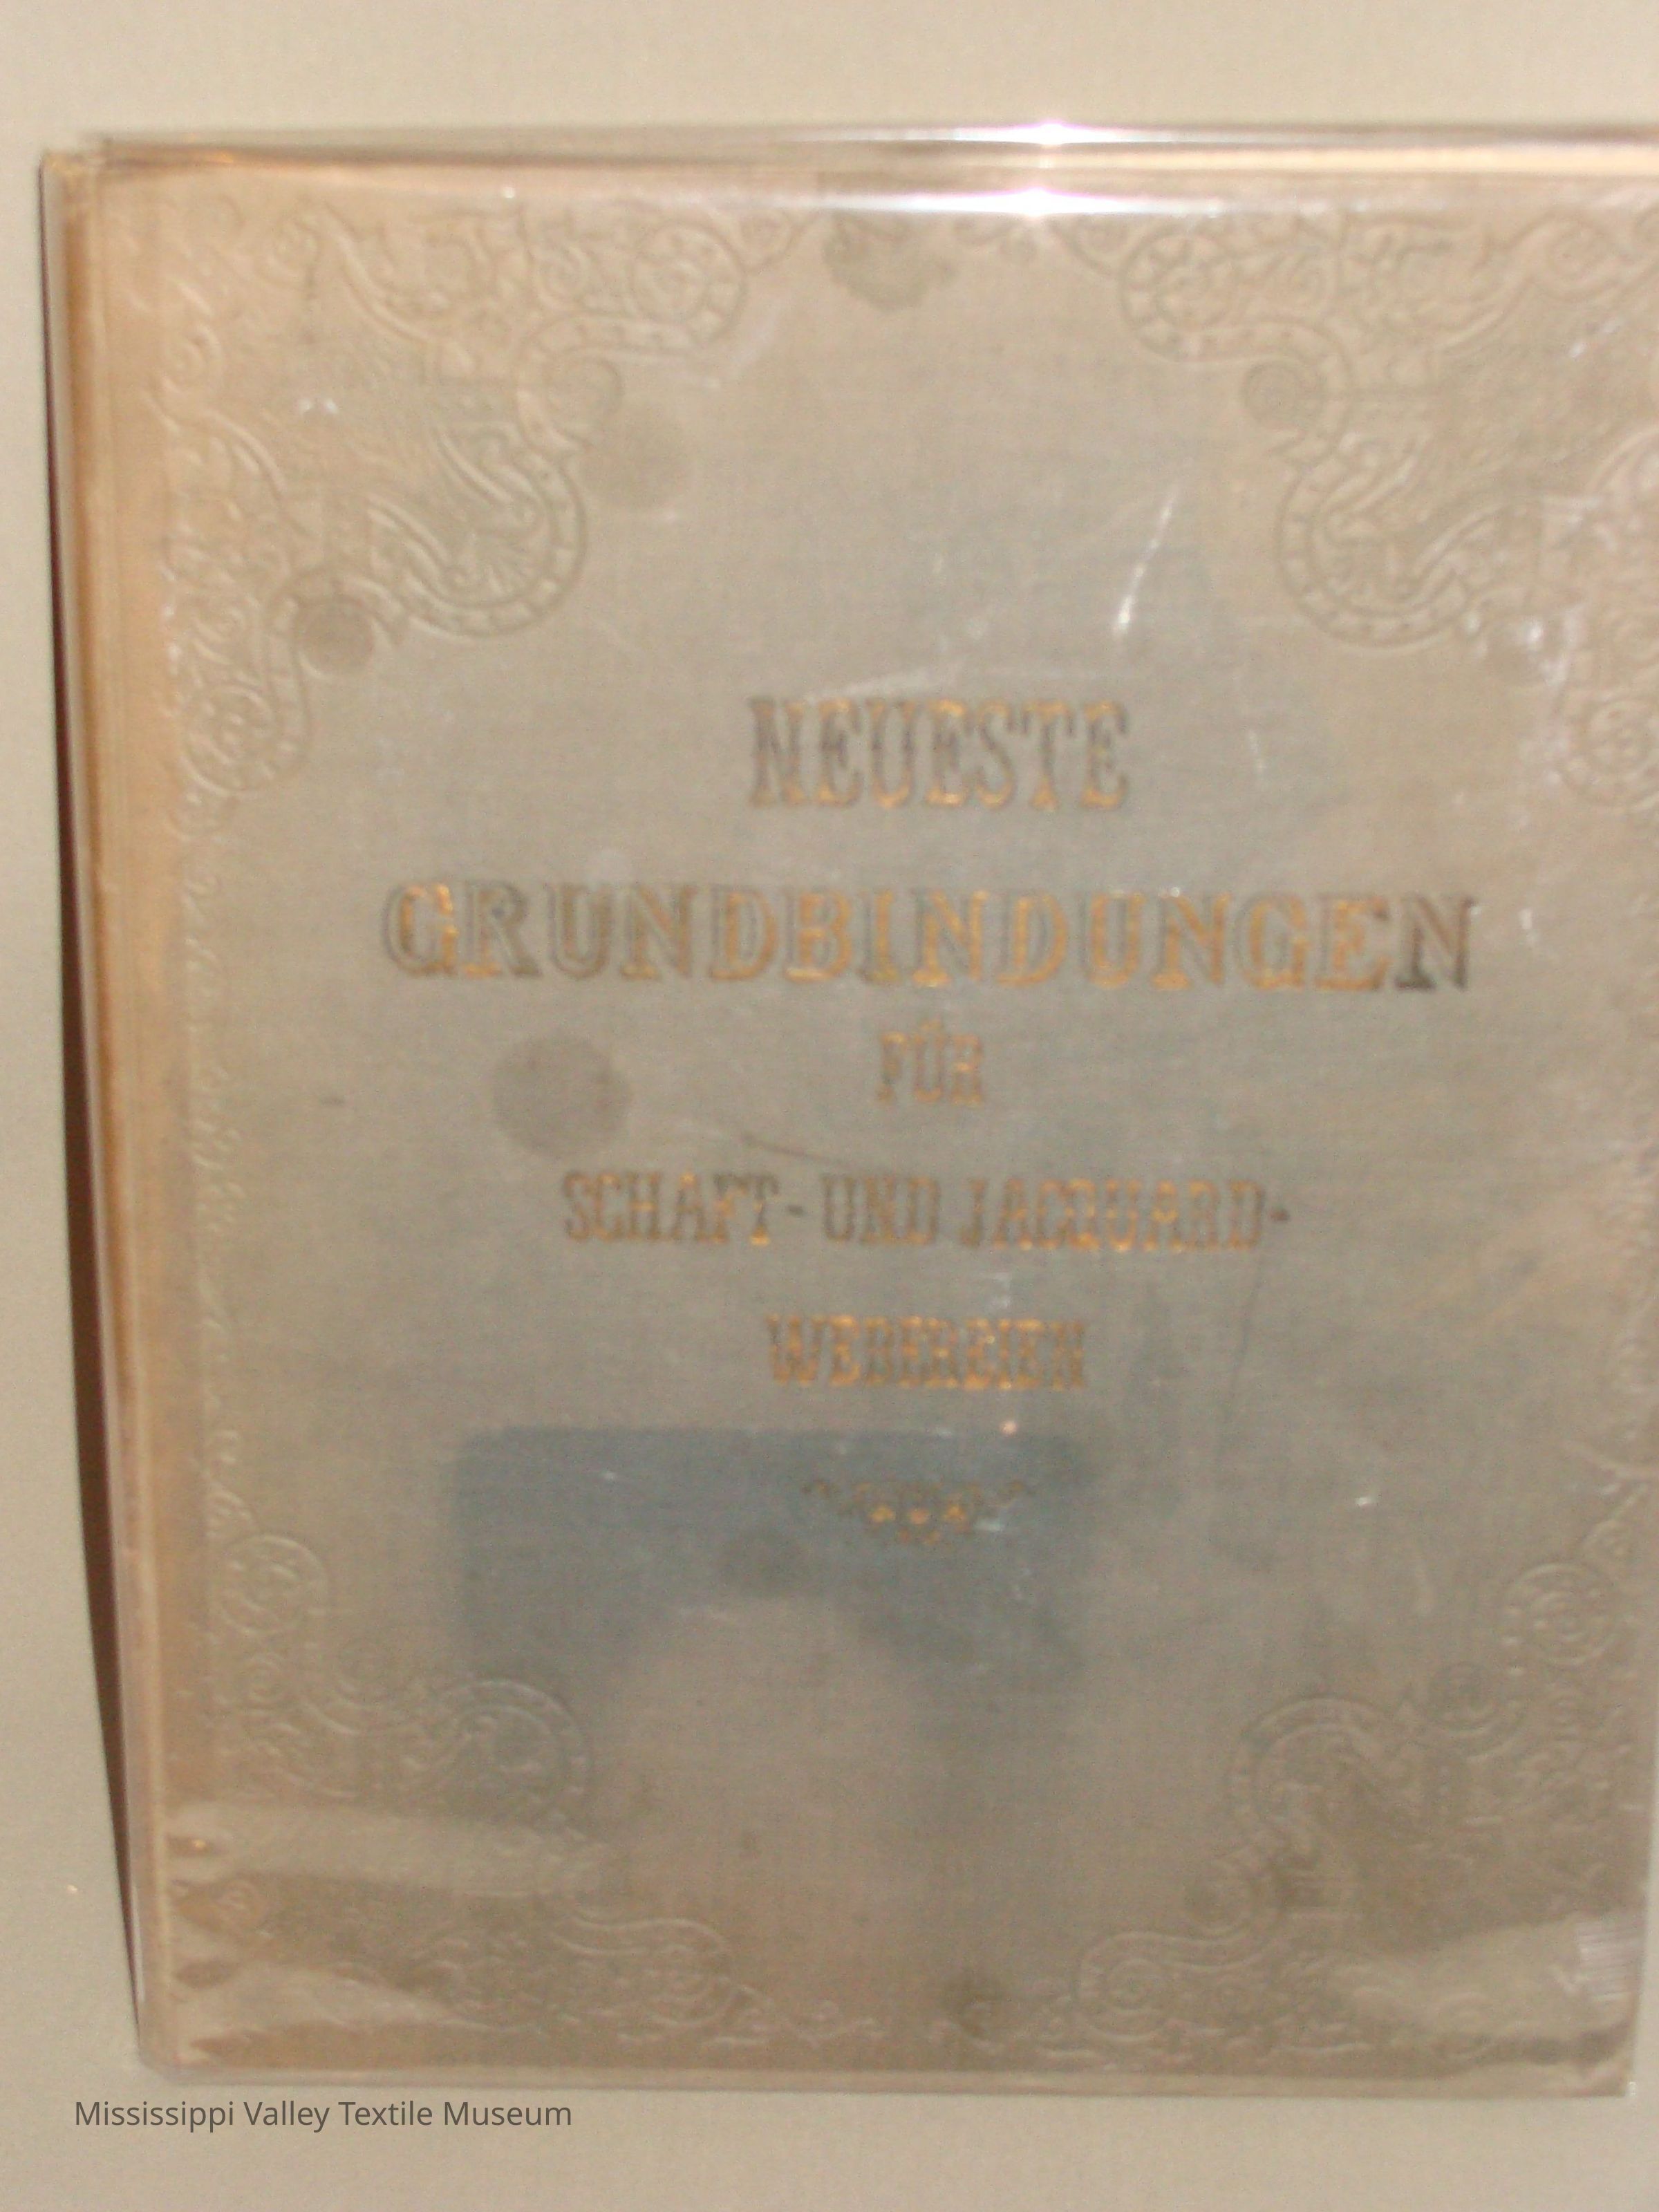 NEUESTE
GRUNDBINDUNGEN
FÜR
SCHAFT- UND JACQUARD-
WEBEREIEN
Mississippi Valley Textile Museum